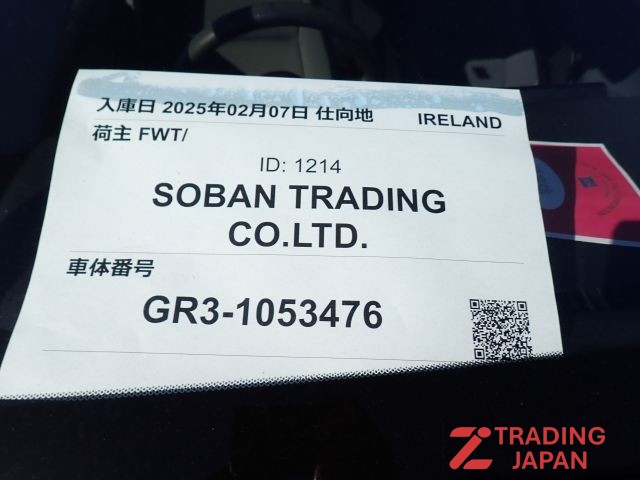 入庫日 2025年02月07日 仕向地 IRELAND
荷主 FWT/
ID: 1214
SOBAN TRADING
CO.LTD.
車体番号
GR3-1053476
TRADING
JAPAN